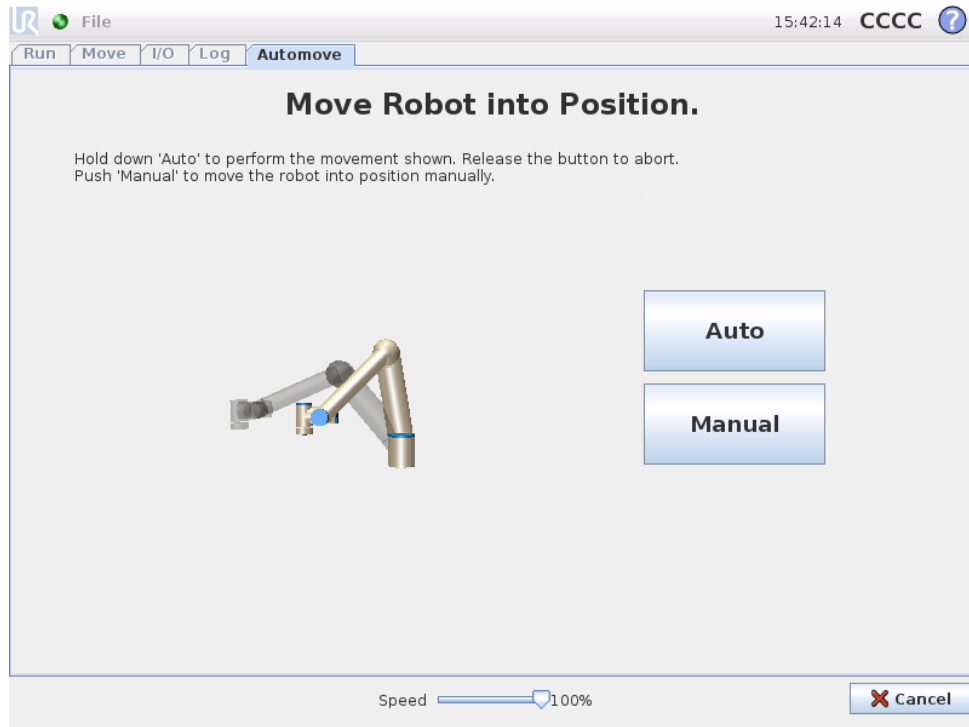 UR File 15:42:14 CCCC ?
Run Move I/O Log Automove
Move Robot into Position.
Hold down 'Auto' to perform the movement shown. Release the button to abort.
Push 'Manual' to move the robot into position manually.
Auto
Manual
Speed 100% Cancel